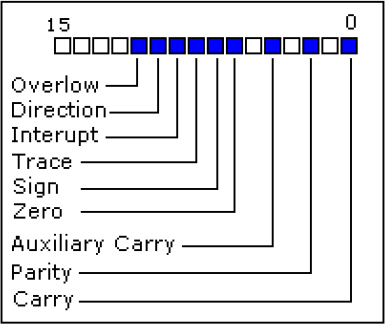 15 0
Overlow
Direction
Interupt
Trace
Sign
Zero
Auxiliary Carry
Parity
Carry